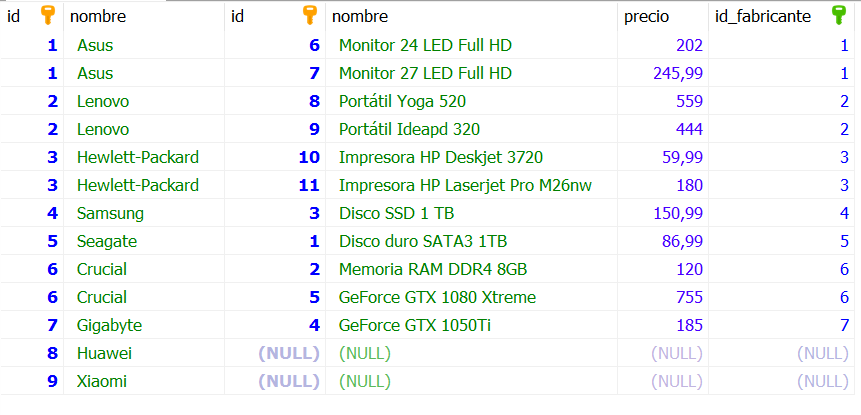 id nombre id nombre precio id_fabricante
1 Asus 6 Monitor 24 LED Full HD 202 1
1 Asus 7 Monitor 27 LED Full HD 245,99 1
2 Lenovo 8 Portátil Yoga 520 559 2
2 Lenovo 9 Portátil Ideapd 320 444 2
3 Hewlett-Packard 10 Impresora HP Deskjet 3720 59,99 3
3 Hewlett-Packard 11 Impresora HP Laserjet Pro M26nw 180 3
4 Samsung 3 Disco SSD 1 TB 150,99 4
5 Seagate 1 Disco duro SATA3 1TB 86,99 5
6 Crucial 2 Memoria RAM DDR4 8GB 120 6
6 Crucial 5 GeForce GTX 1080 Xtreme 755 6
7 Gigabyte 4 GeForce GTX 1050Ti 185 7
8 Huawei (NULL) (NULL) (NULL) (NULL)
9 Xiaomi (NULL) (NULL) (NULL) (NULL)